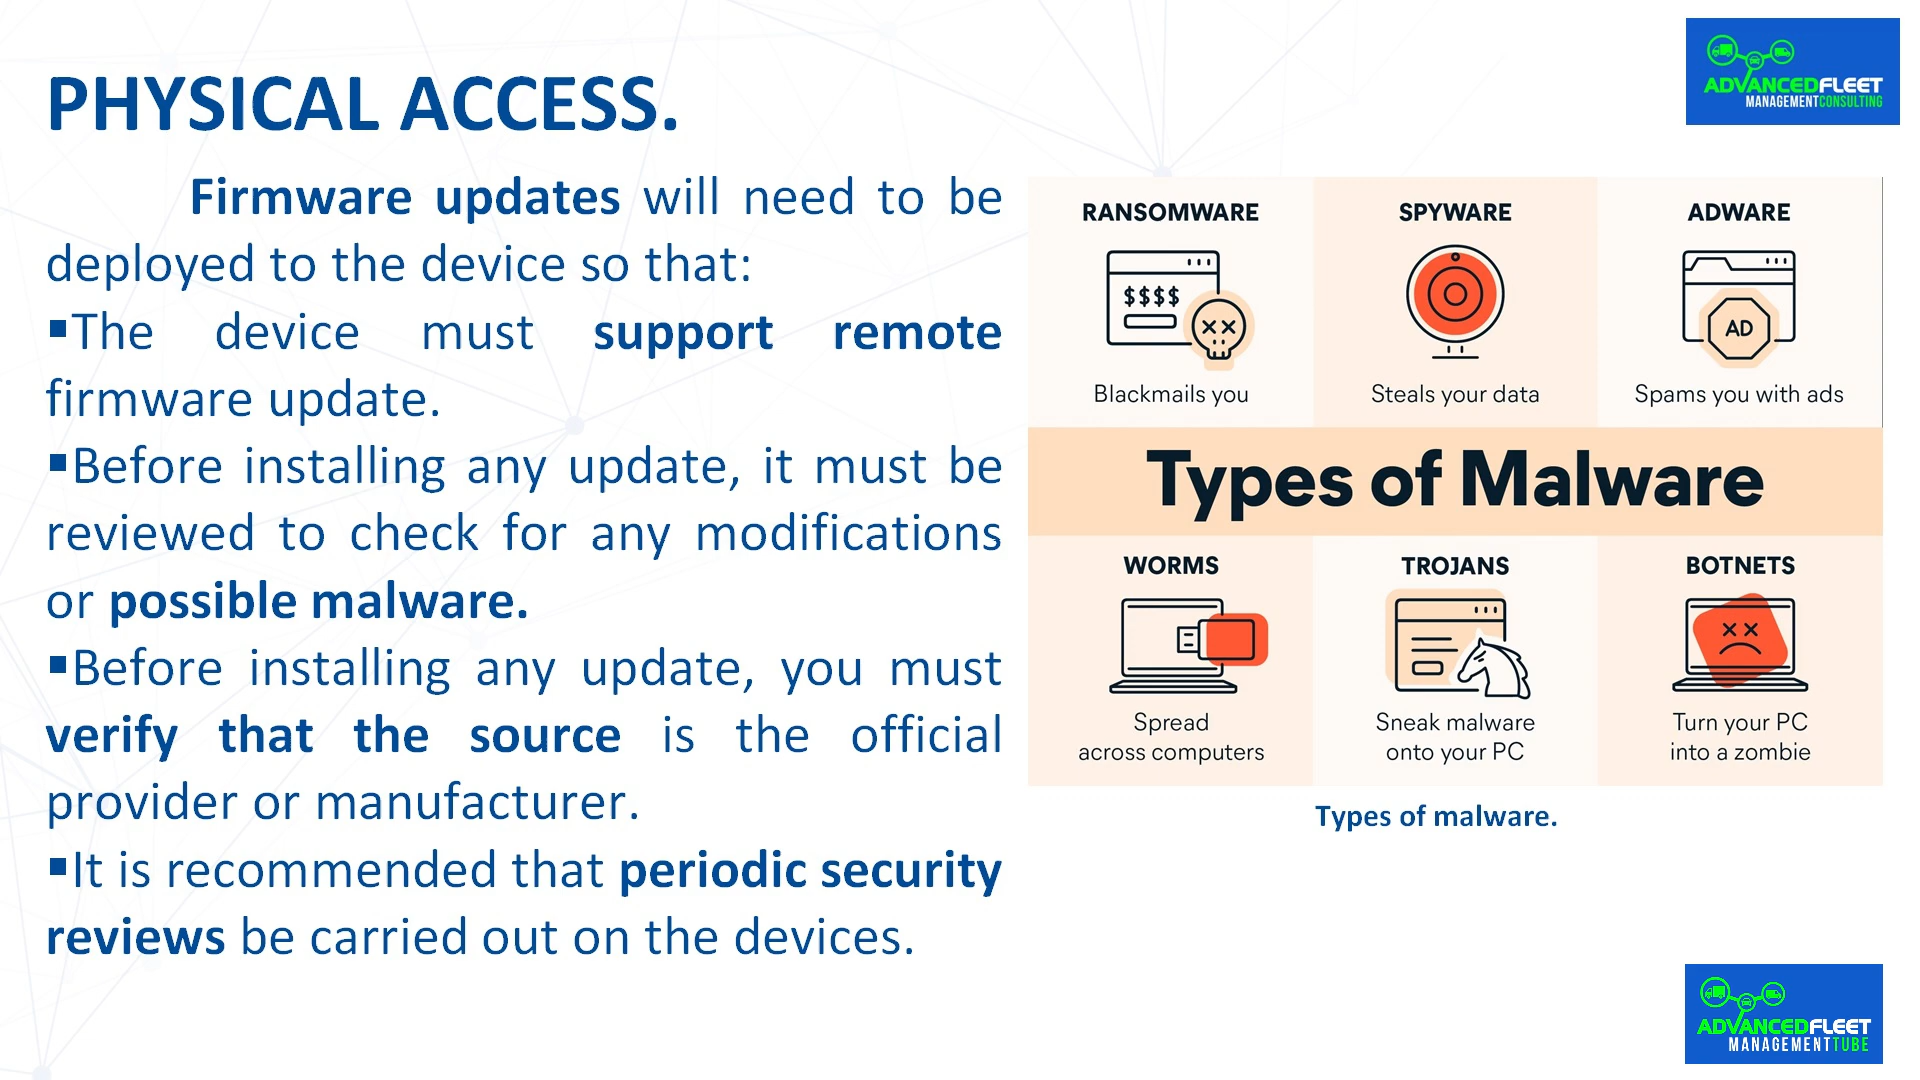 PHYSICAL ACCESS.
Firmware updates will need to be
deployed to the device so that:
▪The device must support remote
firmware update.
▪Before installing any update, it must be
reviewed to check for any modifications
or possible malware.
▪Before installing any update, you must
verify that the source is the official
provider or manufacturer.
▪It is recommended that periodic security
reviews be carried out on the devices.
ADVANCEDFLEET
MANAGEMENTCONSULTING
RANSOMWARE
$$$$
Blackmails you
SPYWARE
Steals your data
ADWARE
AD
Spams you with ads
Types of Malware
WORMS
Spread
across computers
TROJANS
Sneak malware
onto your PC
BOTNETS
Turn your PC
into a zombie
Types of malware.
ADVANCEDFLEET
MANAGEMENTTUBE